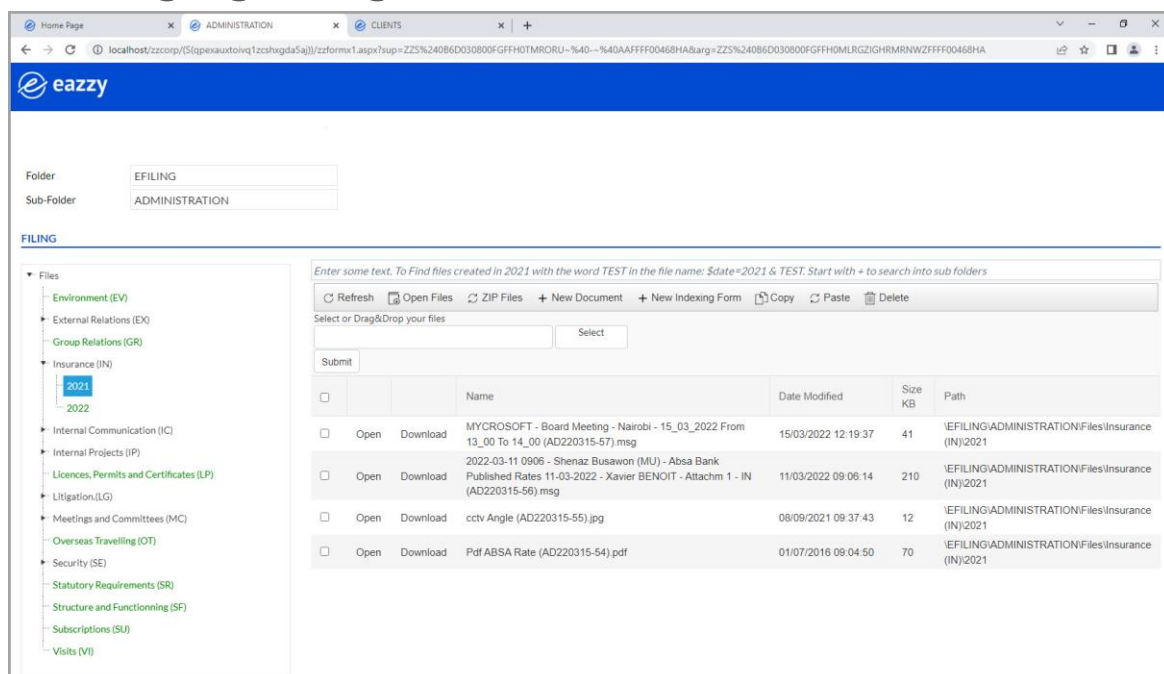 Home Page
ADMINISTRATION
CLIENTS
localhost/zzcorp/(S(qpexauxtoivq1zcshxgda5aj))/zzformx1.aspx?sup=ZZS%24086D030800FGFFH0TMRORU~%40-~%40AAFFFF00468HA&arg=ZZS%24086D030800FGFFH0MLRGZIGHRMRNWZFFFF00468HA
eazzy
Folder EFILING
Sub-Folder ADMINISTRATION
FILING
Files
Environment (EV)
External Relations (EX)
Group Relations (GR)
Insurance (IN)
2021
2022
Internal Communication (IC)
Internal Projects (IP)
Licences, Permits and Certificates (LP)
Litigation.(LG)
Meetings and Committees (MC)
Overseas Travelling (OT)
Security (SE)
Statutory Requirements (SR)
Structure and Functionning (SF)
Subscriptions (SU)
Visits (VI)
Enter some text. To Find files created in 2021 with the word TEST in the file name: $date=2021 & TEST. Start with + to search into sub folders
Refresh Open Files ZIP Files + New Document + New Indexing Form Copy Paste Delete
Select or Drag&Drop your files
Select
Submit
Name Date Modified Size KB Path
Open Download MYCROSOFT - Board Meeting - Nairobi - 15_03_2022 From 15/03/2022 12:19:37 41 \EFILING\ADMINISTRATION\Files\Insurance
13_00 To 14_00 (AD220315-57).msg (IN)\2021
2022-03-11 0906 - Shenaz Busawon (MU) - Absa Bank
Open Download Published Rates 11-03-2022 - Xavier BENOIT - Attachm 1 - IN 11/03/2022 09:06:14 210 \EFILING\ADMINISTRATION\Files\Insurance
(AD220315-56).msg (IN)\2021
Open Download cctv Angle (AD220315-55).jpg 08/09/2021 09:37:43 12 \EFILING\ADMINISTRATION\Files\Insurance
(IN)\2021
Open Download Pdf ABSA Rate (AD220315-54).pdf 01/07/2016 09:04:50 70 \EFILING\ADMINISTRATION\Files\Insurance
(IN)\2021